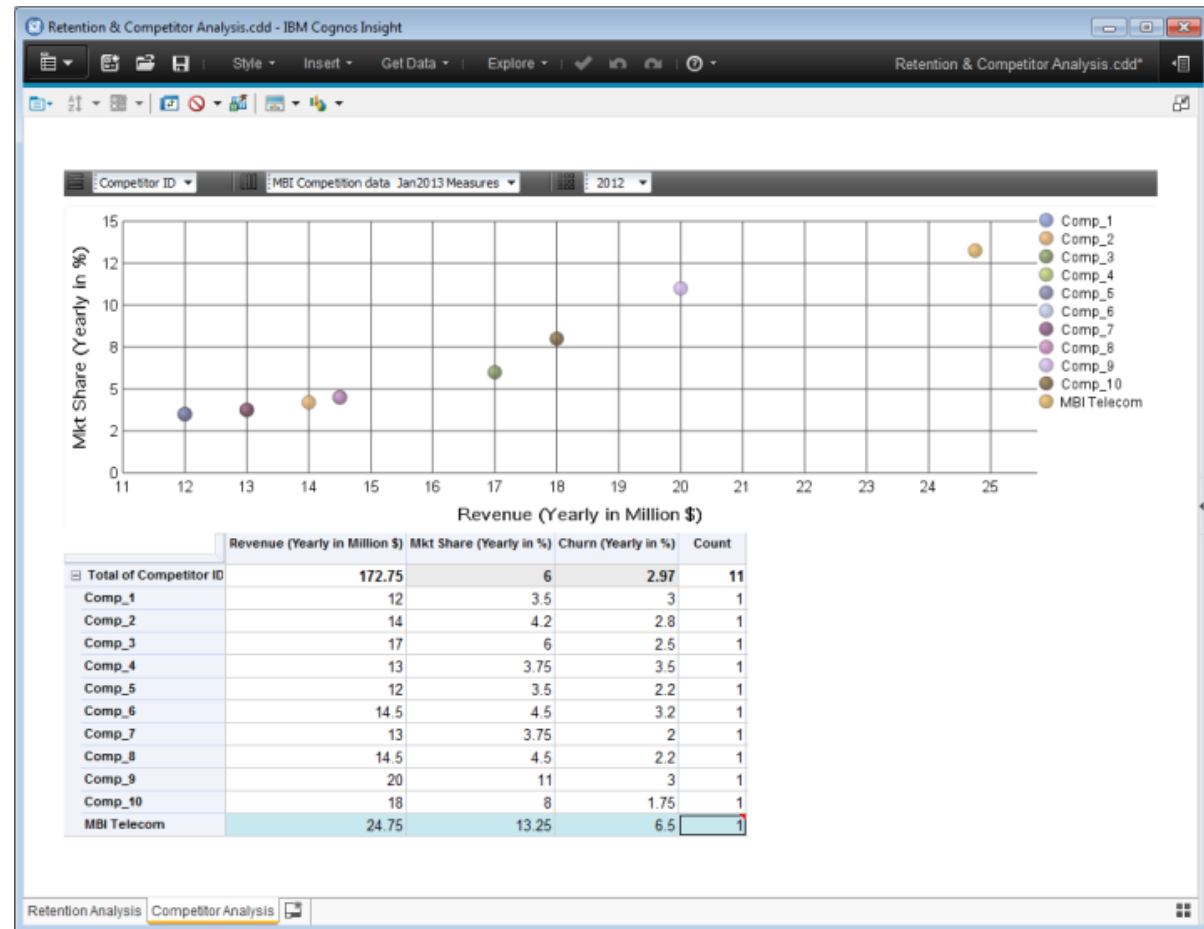 Retention & Competitor Analysis.cdd - IBM Cognos Insight
Style Insert Get Data Explore Retention & Competitor Analysis.cdd*
Competitor ID MBI Competition data Jan2013 Measures 2012
Mkt Share (Yearly in %)
15
12
10
8
5
2
0
11 12 13 14 15 16 17 18 19 20 21 22 23 24 25
Revenue (Yearly in Million $)
Comp_1
Comp_2
Comp_3
Comp_4
Comp_5
Comp_6
Comp_7
Comp_8
Comp_9
Comp_10
MBI Telecom
Revenue (Yearly in Million $) Mkt Share (Yearly in %) Churn (Yearly in %) Count
Total of Competitor ID 172.75 6 2.97 11
Comp_1 12 3.5 3 1
Comp_2 14 4.2 2.8 1
Comp_3 17 6 2.5 1
Comp_4 13 3.75 3.5 1
Comp_5 12 3.5 2.2 1
Comp_6 14.5 4.5 3.2 1
Comp_7 13 3.75 2 1
Comp_8 14.5 4.5 2.2 1
Comp_9 20 11 3 1
Comp_10 18 8 1.75 1
MBI Telecom 24.75 13.25 6.5 1
Retention Analysis Competitor Analysis